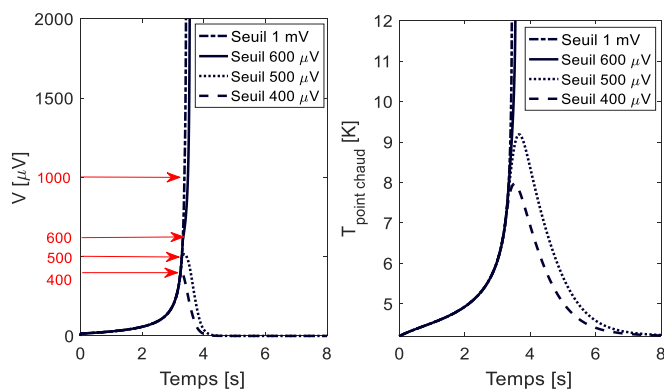 2000
1500
1000
500
0
V [μV]
1000
600
500
400
0
2
4
6
8
Temps [s]
Seuil 1 mV
Seuil 600 μV
Seuil 500 μV
Seuil 400 μV
12
11
10
9
8
7
6
5
T point chaud [K]
0
2
4
6
8
Temps [s]
Seuil 1 mV
Seuil 600 μV
Seuil 500 μV
Seuil 400 μV